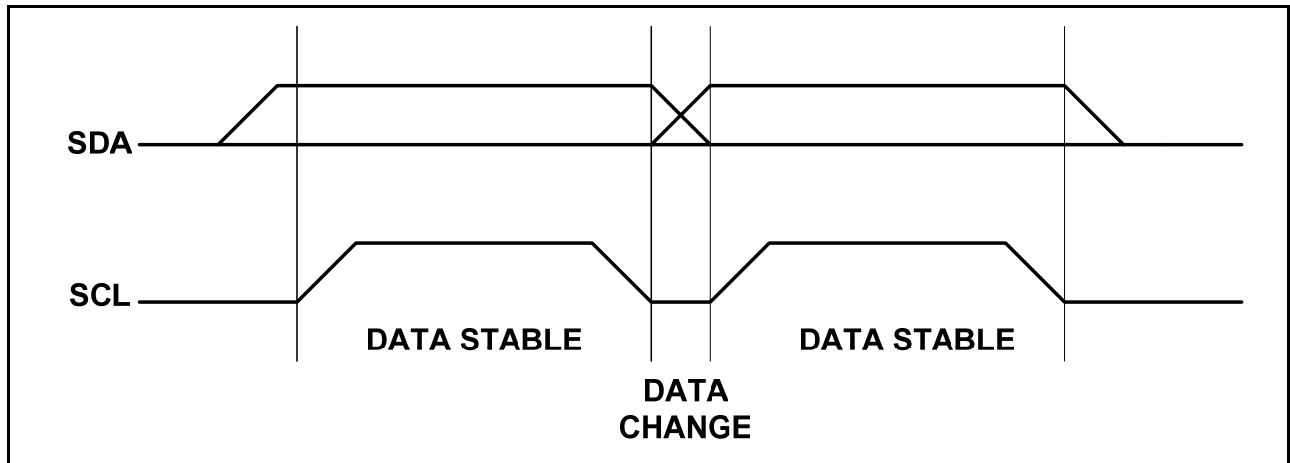 SDA
SCL
DATA STABLE
DATA STABLE
DATA
CHANGE